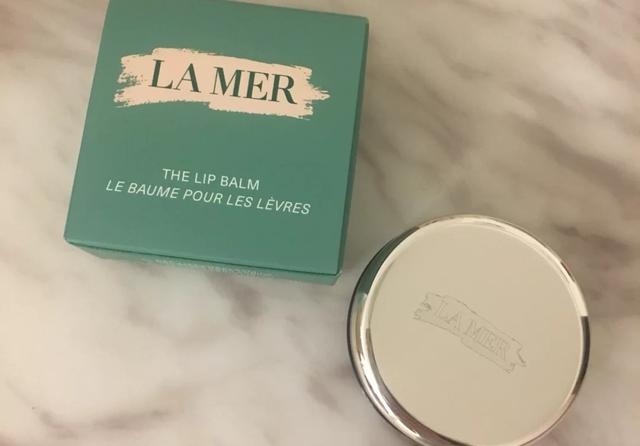 LA MER
THE LIP BALM
LE BAUME POUR LES LÈVRES
LA MER